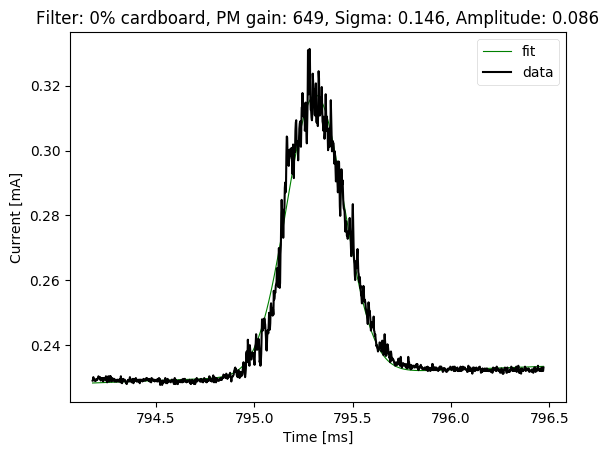 Filter: 0% cardboard, PM gain: 649, Sigma: 0.146, Amplitude: 0.086
fit
data
0.32
0.30
0.28
0.26
0.24
Current [mA]
794.5 795.0 795.5 796.0 796.5
Time [ms]